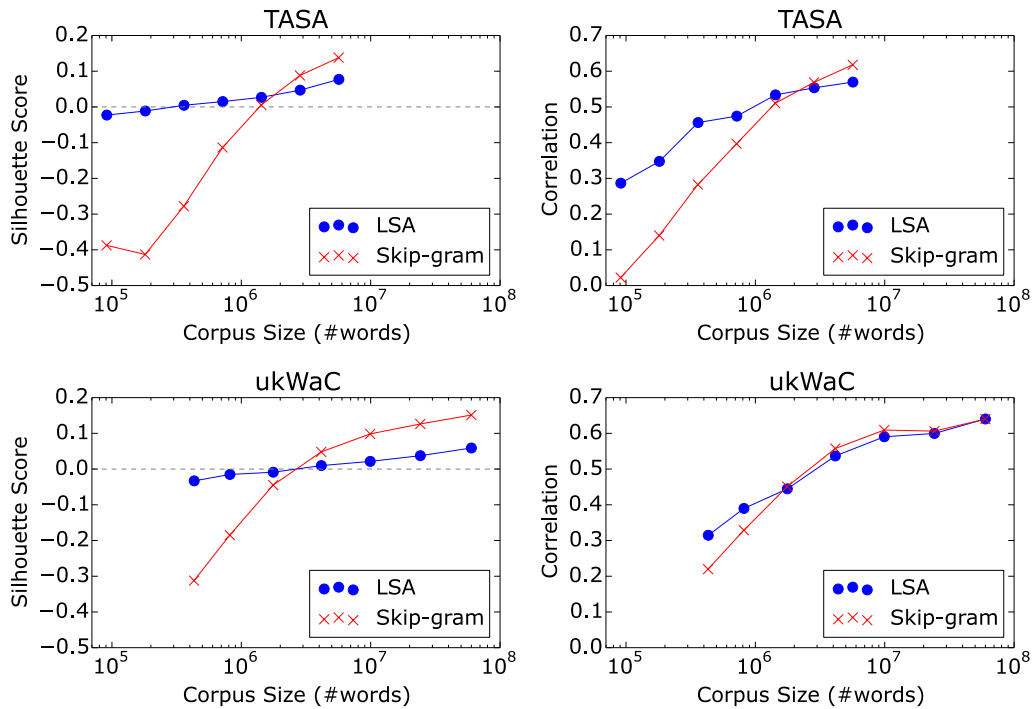 TASA
0.2
0.1
0.0
−0.1
−0.2
−0.3
−0.4
−0.5
Silhouette Score
LSA
Skip-gram
10^5 10^6 10^7 10^8
Corpus Size (#words)
TASA
0.7
0.6
0.5
0.4
0.3
0.2
0.1
0.0
Correlation
LSA
Skip-gram
10^5 10^6 10^7 10^8
Corpus Size (#words)
ukWaC
0.2
0.1
0.0
−0.1
−0.2
−0.3
−0.4
−0.5
Silhouette Score
LSA
Skip-gram
10^5 10^6 10^7 10^8
Corpus Size (#words)
ukWaC
0.7
0.6
0.5
0.4
0.3
0.2
0.1
0.0
Correlation
LSA
Skip-gram
10^5 10^6 10^7 10^8
Corpus Size (#words)